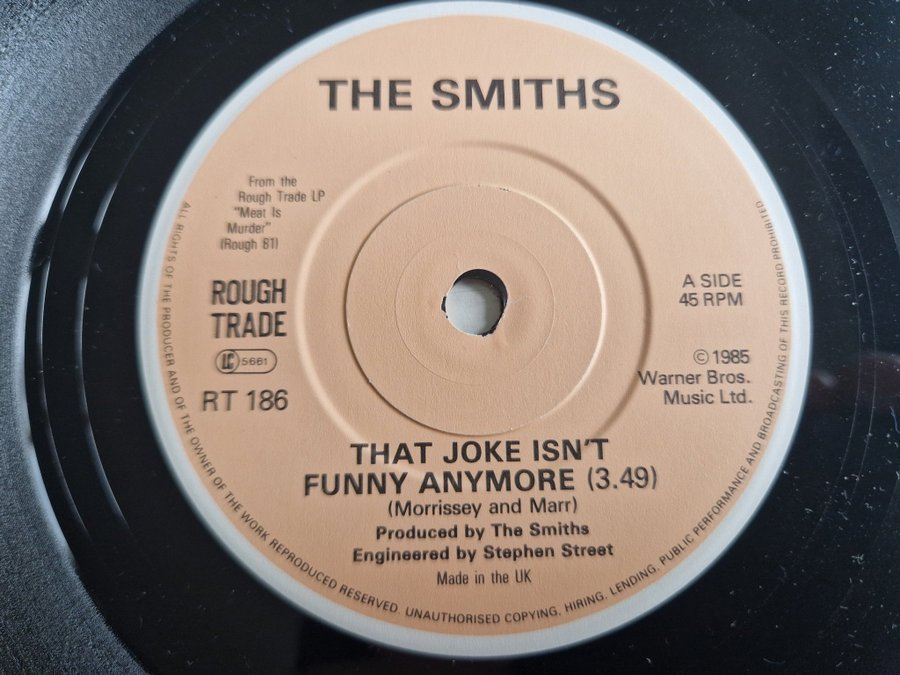 THE SMITHS
From the
Rough Trade LP
"Meat Is
Murder"
(Rough 81)
ROUGH
TRADE
LC 5661
RT 186
A SIDE
45 RPM
© 1985
Warner Bros.
Music Ltd.
THAT JOKE ISN'T
FUNNY ANYMORE (3.49)
(Morrissey and Marr)
Produced by The Smiths
Engineered by Stephen Street
Made in the UK
ALL RIGHTS OF THE PRODUCER AND OF THE OWNER OF THE WORK REPRODUCED RESERVED. UNAUTHORISED COPYING, HIRING, LENDING, PUBLIC PERFORMANCE AND BROADCASTING OF THIS RECORD PROHIBITED